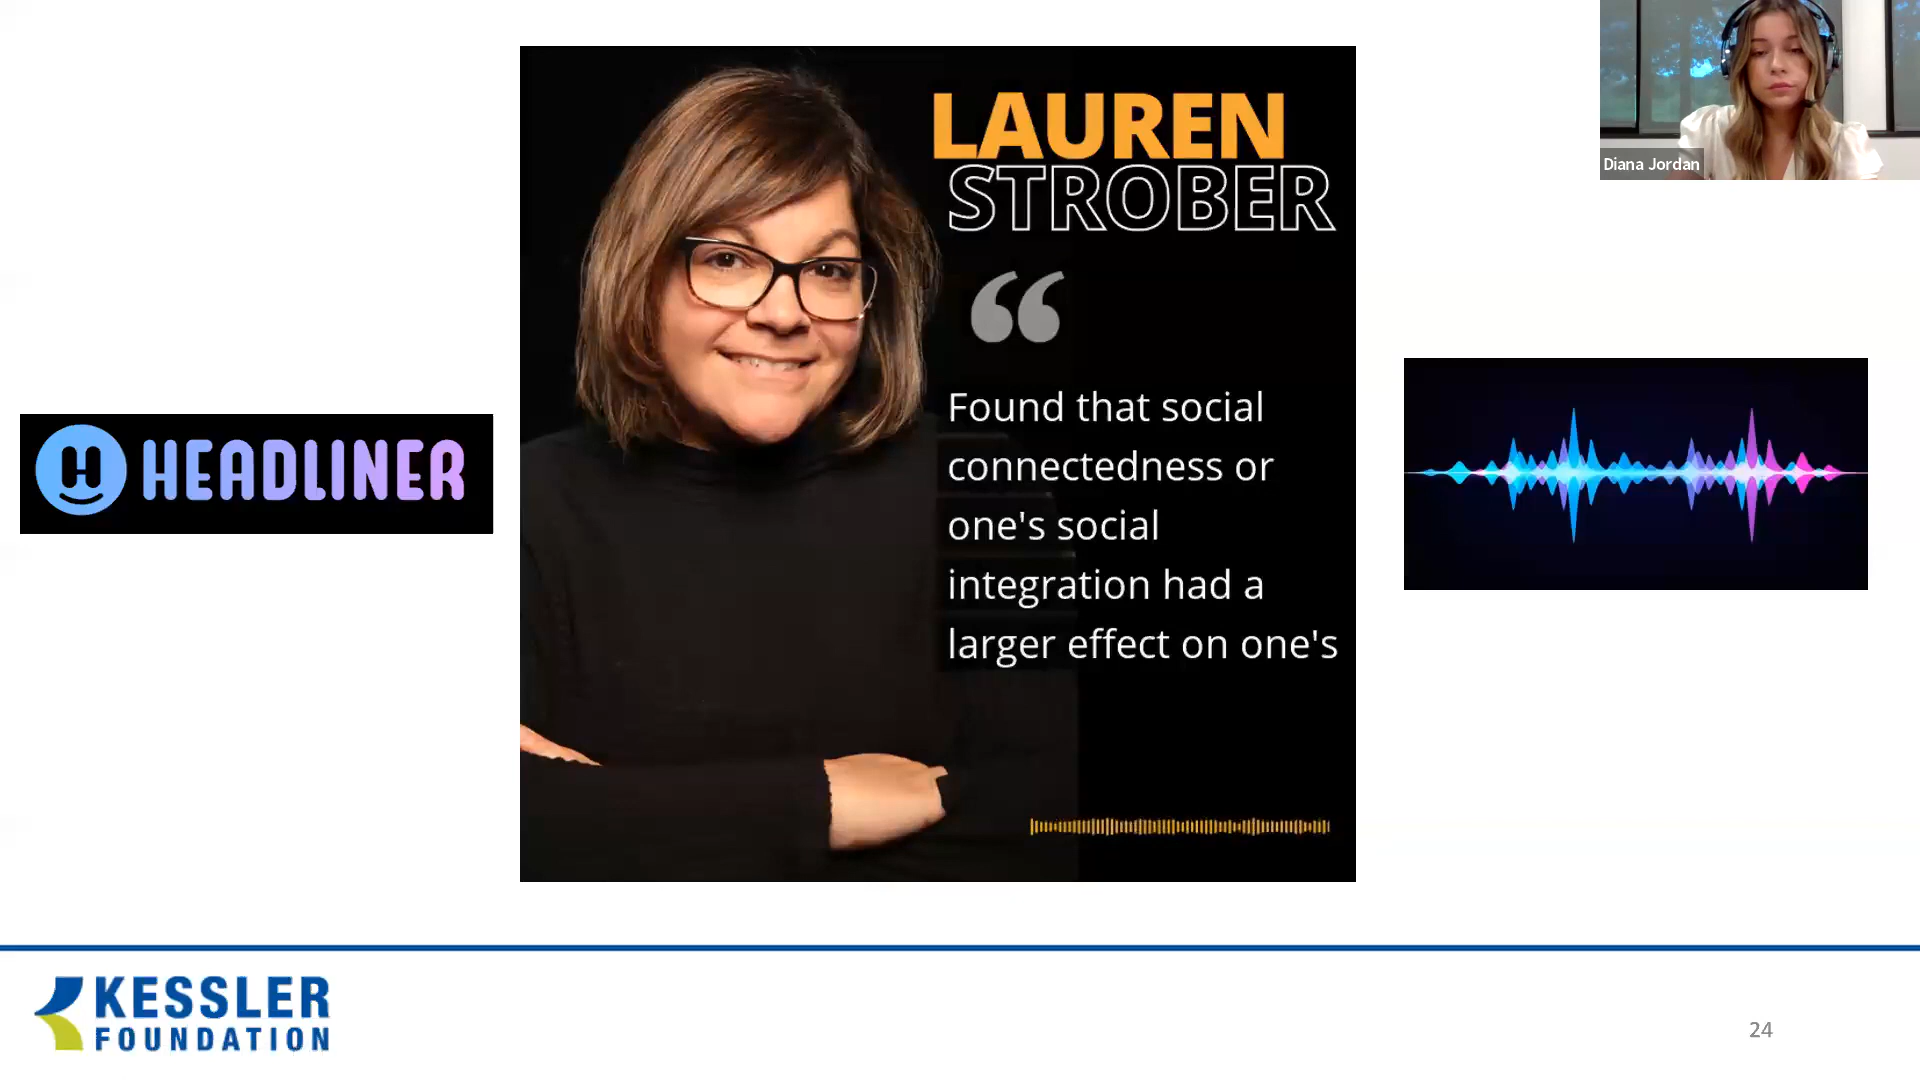 LAUREN
STROBER
“
Found that social
connectedness or
one's social
integration had a
larger effect on one's
HEADLINER
Diana Jordan
KESSLER
FOUNDATION
24